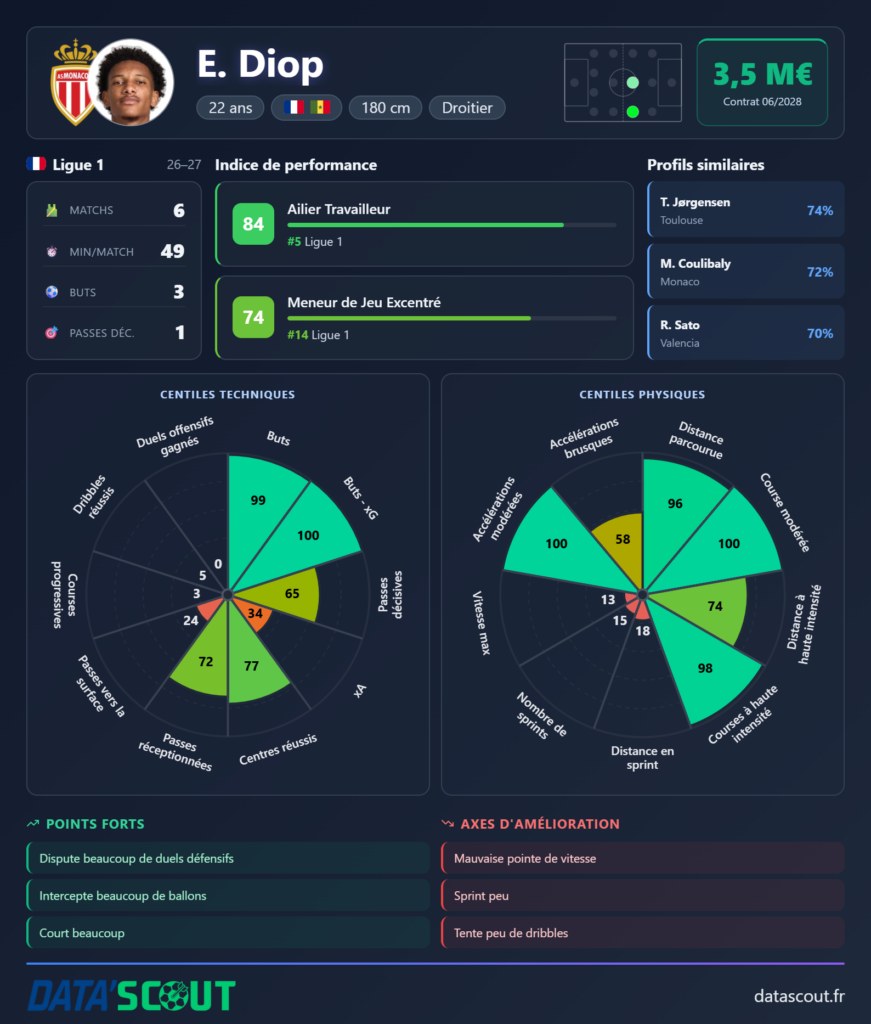 AS MONACO
E. Diop
22 ans
180 cm
Droitier
3,5 M€
Contrat 06/2028
Ligue 1
26–27
MATCHS
6
MIN/MATCH
49
BUTS
3
PASSES DÉC.
1
Indice de performance
84
Ailier Travailleur
#5 Ligue 1
74
Meneur de Jeu Excentré
#14 Ligue 1
Profils similaires
T. Jørgensen
Toulouse
74%
M. Coulibaly
Monaco
72%
R. Sato
Valencia
70%
CENTILES TECHNIQUES
Buts
99
Buts - xG
100
Passes
décisives
65
xA
34
Centres réussis
77
Passes
réceptionnées
72
Passes vers la
surface
24
Courses
progressives
3
Dribbles
réussis
5
Duels offensifs
gagnés
0
CENTILES PHYSIQUES
Distance
parcourue
96
Course modérée
100
Distance à
haute intensité
74
Courses à haute
intensité
98
Distance en
sprint
18
Nombre de
sprints
15
Vitesse max
13
Accélérations
modérées
100
Accélérations
brusques
58
POINTS FORTS
Dispute beaucoup de duels défensifs
Intercepte beaucoup de ballons
Court beaucoup
AXES D'AMÉLIORATION
Mauvaise pointe de vitesse
Sprint peu
Tente peu de dribbles
DATA'SCOUT
datascout.fr